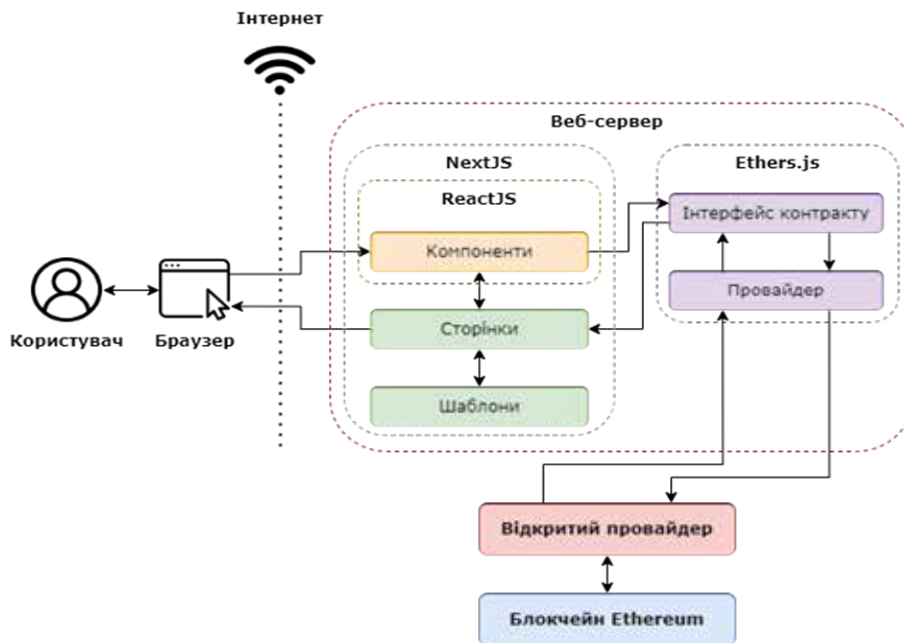 Інтернет
Веб-сервер
NextJS
Ethers.js
ReactJS
Інтерфейс контракту
Компоненти
Провайдер
Сторінки
Користувач
Браузер
Шаблони
Відкритий провайдер
Блокчейн Ethereum